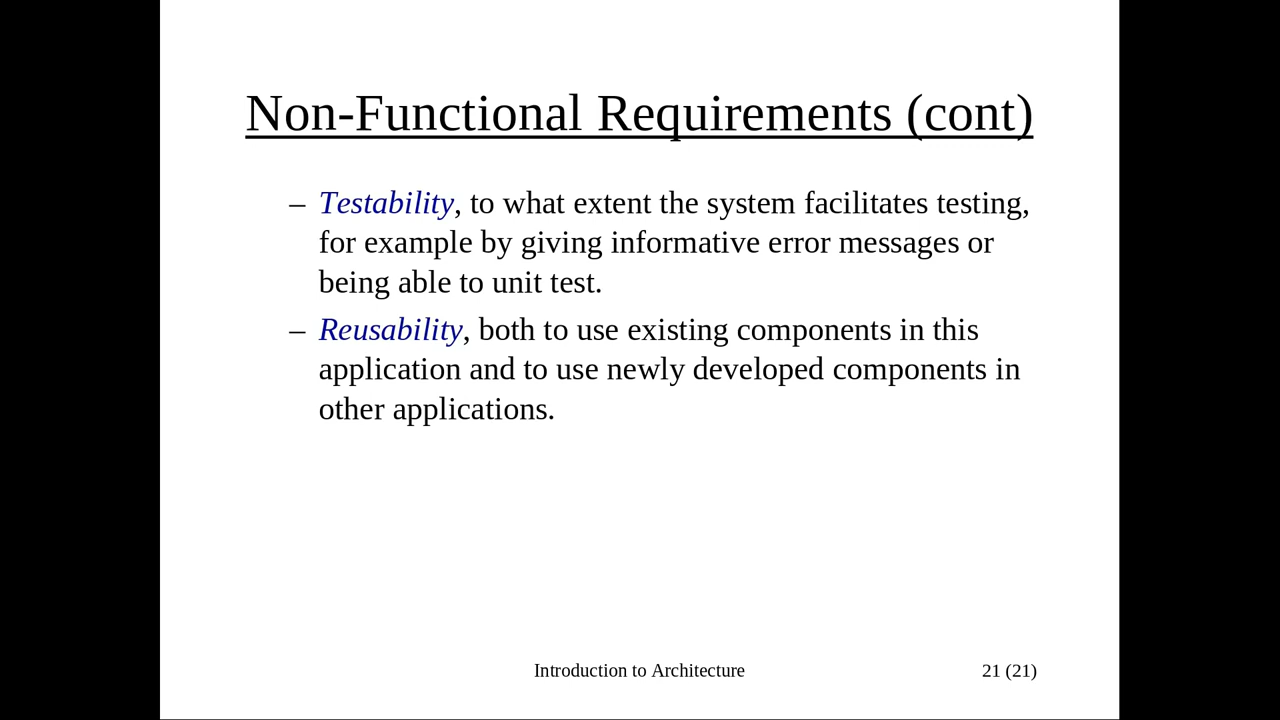 Non-Functional Requirements (cont)
– Testability, to what extent the system facilitates testing,
for example by giving informative error messages or
being able to unit test.
– Reusability, both to use existing components in this
application and to use newly developed components in
other applications.
Introduction to Architecture
21 (21)